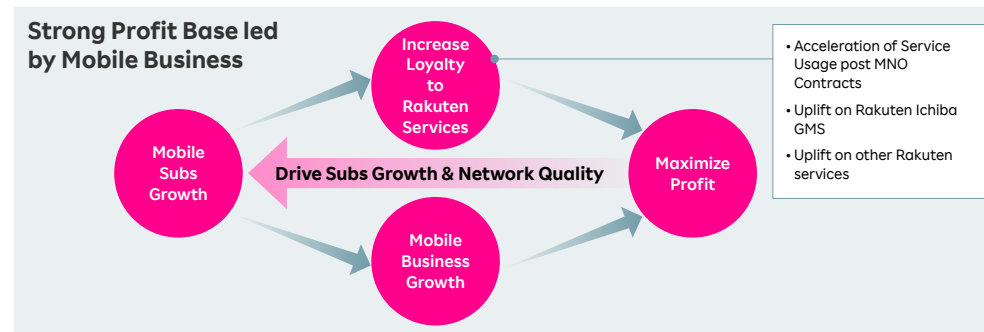 Strong Profit Base led
by Mobile Business
Increase
Loyalty
to
Rakuten
Services
• Acceleration of Service
Usage post MNO
Contracts
• Uplift on Rakuten Ichiba
GMS
• Uplift on other Rakuten
services
Mobile
Subs
Growth
Drive Subs Growth & Network Quality
Maximize
Profit
Mobile
Business
Growth